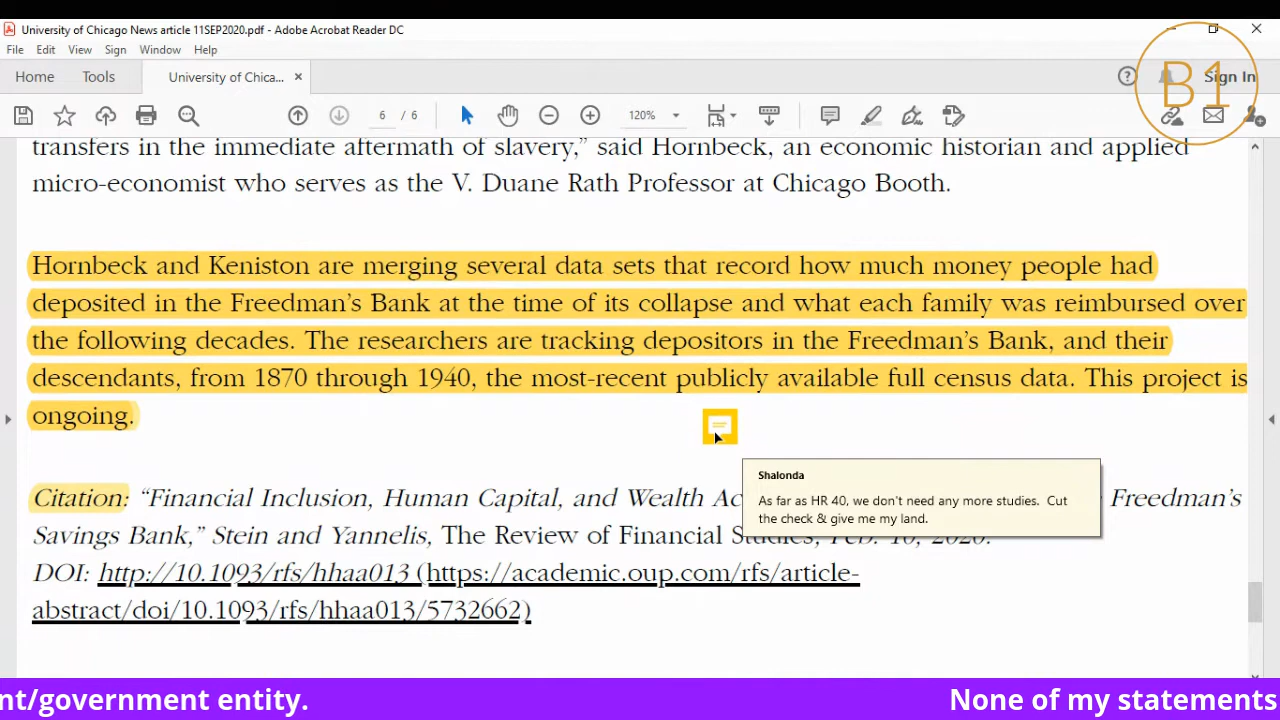 University of Chicago News article 11SEP2020.pdf - Adobe Acrobat Reader DC
File Edit View Sign Window Help
Home Tools University of Chica... Sign In
B1
6 / 6 120%
transfers in the immediate aftermath of slavery,” said Hornbeck, an economic historian and applied
micro-economist who serves as the V. Duane Rath Professor at Chicago Booth.
Hornbeck and Keniston are merging several data sets that record how much money people had
deposited in the Freedman’s Bank at the time of its collapse and what each family was reimbursed over
the following decades. The researchers are tracking depositors in the Freedman’s Bank, and their
descendants, from 1870 through 1940, the most-recent publicly available full census data. This project is
ongoing.
Shalonda
As far as HR 40, we don't need any more studies. Cut
the check & give me my land.
Citation: “Financial Inclusion, Human Capital, and Wealth Freedman’s
Savings Bank,” Stein and Yannelis, The Review of Financial Studies, Feb. 10, 2020.
DOI: http://10.1093/rfs/hhaa013 (https://academic.oup.com/rfs/article-
abstract/doi/10.1093/rfs/hhaa013/5732662)
nt/government entity. None of my statements